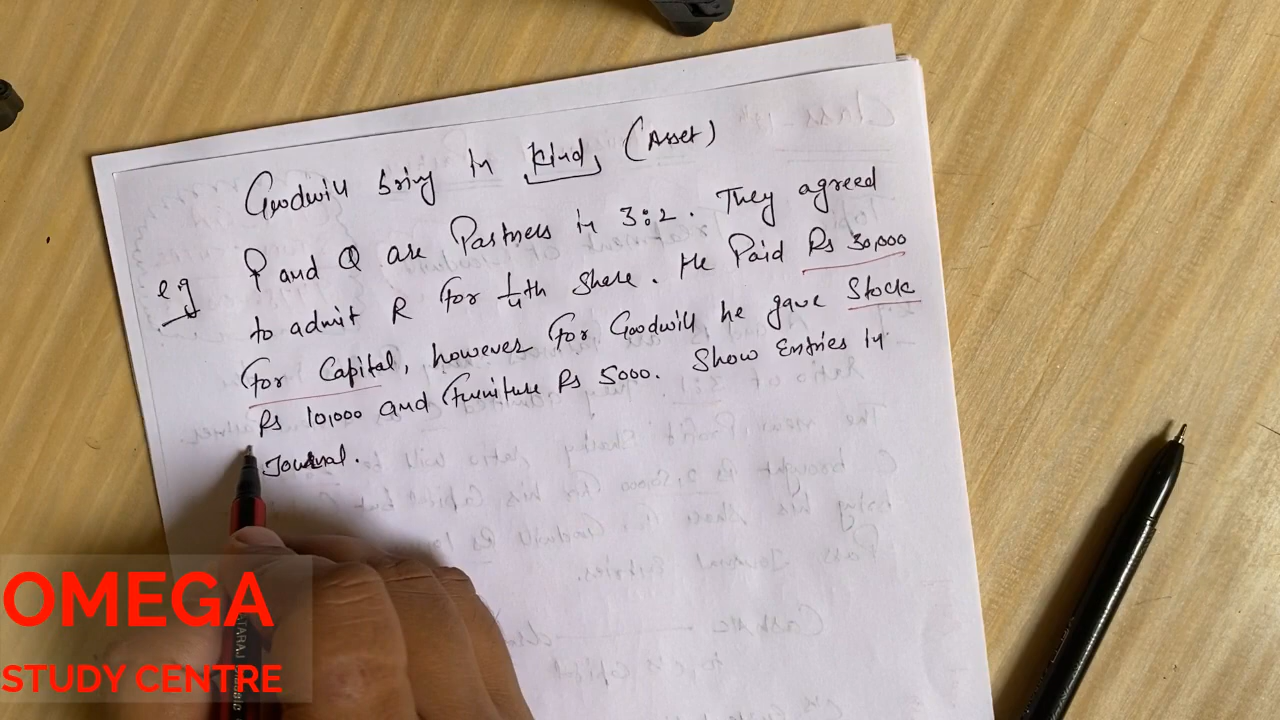 Goodwill bring in Kind, (Asset)
eg P and Q are Partners in 3:2. They agreed
to admit R for 1/4th Share. He Paid Rs 30,000
for Capital, however for Goodwill he gave Stock
Rs 10,000 and Furniture Rs 5000. Show Entries in
Journal.
OMEGA
STUDY CENTRE